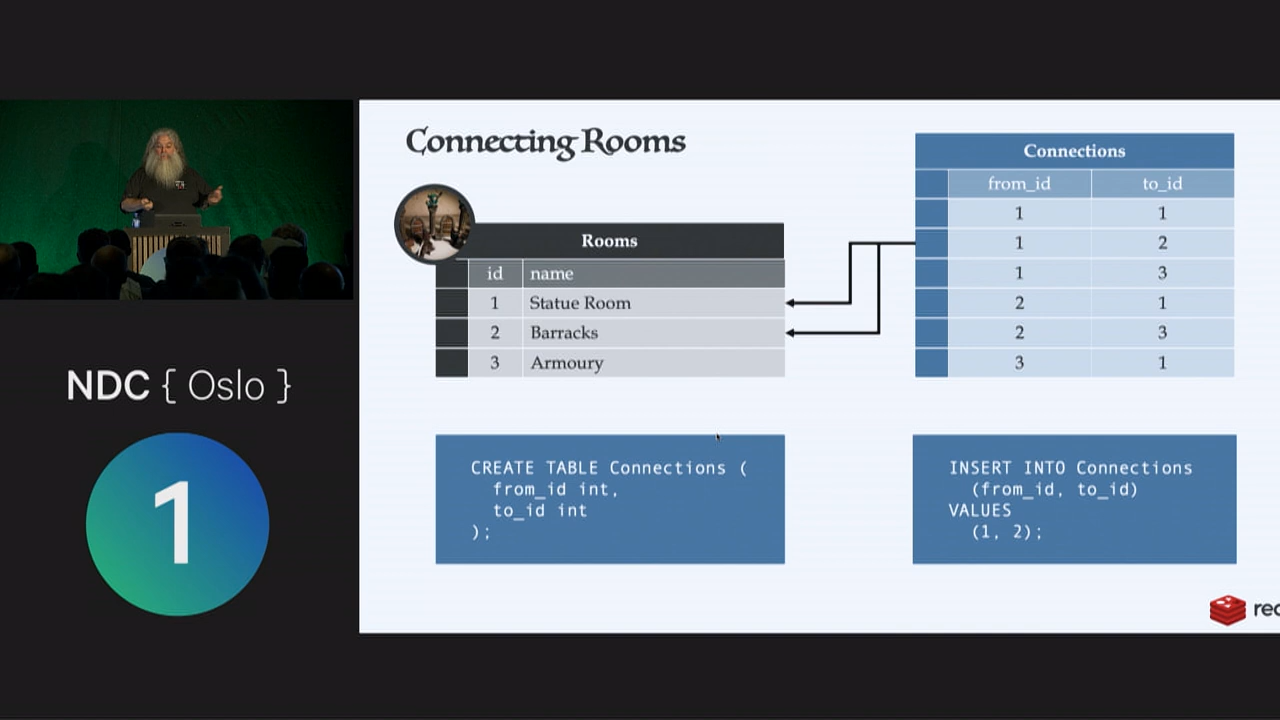 Connecting Rooms
Connections
from_id to_id
1 1
1 2
1 3
2 1
2 3
3 1
Rooms
id name
1 Statue Room
2 Barracks
3 Armoury
CREATE TABLE Connections (
from_id int,
to_id int
);
INSERT INTO Connections
(from_id, to_id)
VALUES
(1, 2);
NDC { Oslo }
1